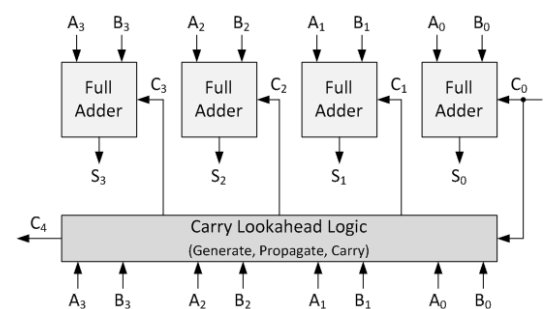 A3 B3 A2 B2 A1 B1 A0 B0
Full Adder C3 Full Adder C2 Full Adder C1 Full Adder C0
S3 S2 S1 S0
C4 Carry Lookahead Logic
(Generate, Propagate, Carry)
A3 B3 A2 B2 A1 B1 A0 B0